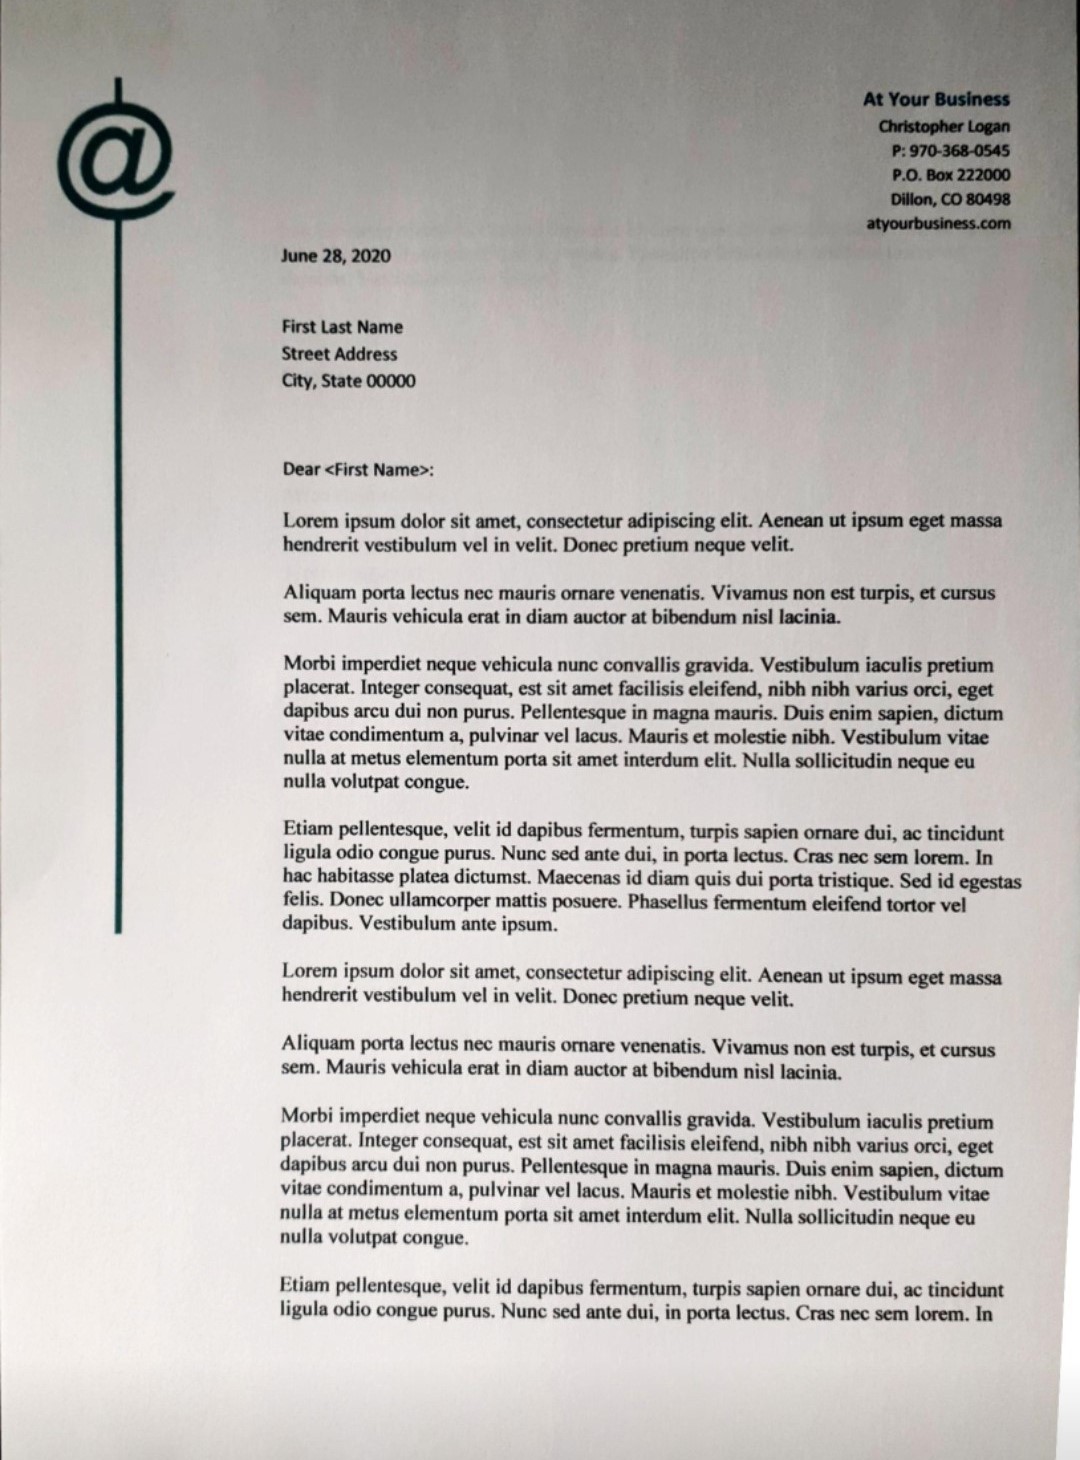 @
At Your Business
Christopher Logan
P: 970-368-0545
P.O. Box 222000
Dillon, CO 80498
atyourbusiness.com
June 28, 2020
First Last Name
Street Address
City, State 00000
Dear <First Name>:
Lorem ipsum dolor sit amet, consectetur adipiscing elit. Aenean ut ipsum eget massa
hendrerit vestibulum vel in velit. Donec pretium neque velit.
Aliquam porta lectus nec mauris ornare venenatis. Vivamus non est turpis, et cursus
sem. Mauris vehicula erat in diam auctor at bibendum nisl lacinia.
Morbi imperdiet neque vehicula nunc convallis gravida. Vestibulum iaculis pretium
placerat. Integer consequat, est sit amet facilisis eleifend, nibh nibh varius orci, eget
dapibus arcu dui non purus. Pellentesque in magna mauris. Duis enim sapien, dictum
vitae condimentum a, pulvinar vel lacus. Mauris et molestie nibh. Vestibulum vitae
nulla at metus elementum porta sit amet interdum elit. Nulla sollicitudin neque eu
nulla volutpat congue.
Etiam pellentesque, velit id dapibus fermentum, turpis sapien ornare dui, ac tincidunt
ligula odio congue purus. Nunc sed ante dui, in porta lectus. Cras nec sem lorem. In
hac habitasse platea dictumst. Maecenas id diam quis dui porta tristique. Sed id egestas
felis. Donec ullamcorper mattis posuere. Phasellus fermentum eleifend tortor vel
dapibus. Vestibulum ante ipsum.
Lorem ipsum dolor sit amet, consectetur adipiscing elit. Aenean ut ipsum eget massa
hendrerit vestibulum vel in velit. Donec pretium neque velit.
Aliquam porta lectus nec mauris ornare venenatis. Vivamus non est turpis, et cursus
sem. Mauris vehicula erat in diam auctor at bibendum nisl lacinia.
Morbi imperdiet neque vehicula nunc convallis gravida. Vestibulum iaculis pretium
placerat. Integer consequat, est sit amet facilisis eleifend, nibh nibh varius orci, eget
dapibus arcu dui non purus. Pellentesque in magna mauris. Duis enim sapien, dictum
vitae condimentum a, pulvinar vel lacus. Mauris et molestie nibh. Vestibulum vitae
nulla at metus elementum porta sit amet interdum elit. Nulla sollicitudin neque eu
nulla volutpat congue.
Etiam pellentesque, velit id dapibus fermentum, turpis sapien ornare dui, ac tincidunt
ligula odio congue purus. Nunc sed ante dui, in porta lectus. Cras nec sem lorem. In